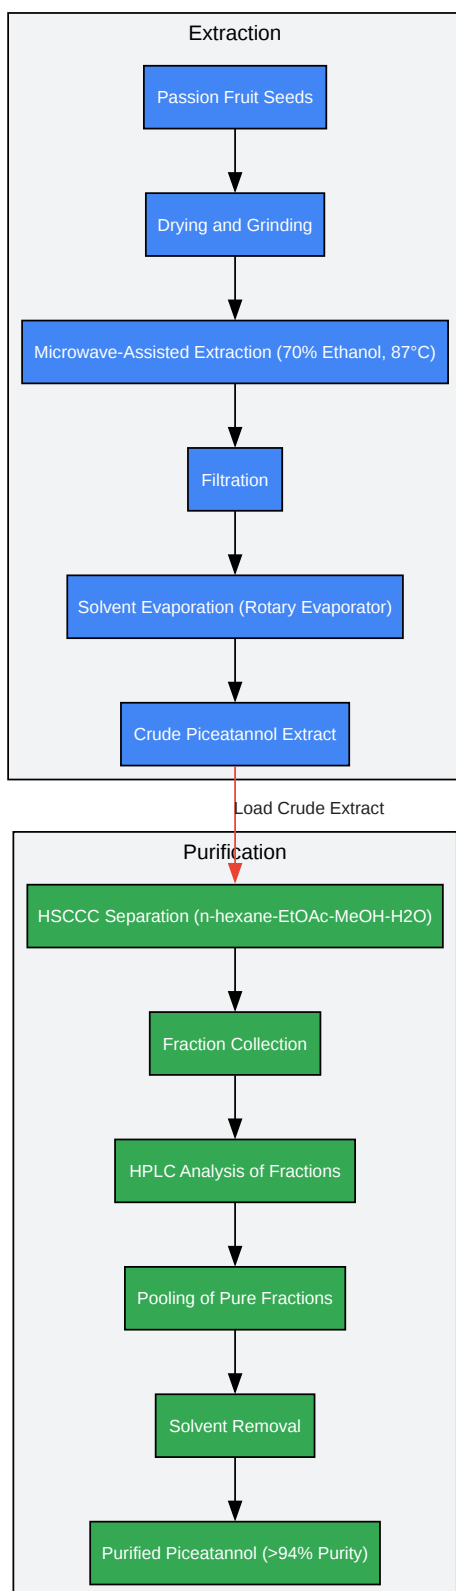 Extraction
Passion Fruit Seeds
Drying and Grinding
Microwave-Assisted Extraction (70% Ethanol, 87°C)
Filtration
Solvent Evaporation (Rotary Evaporator)
Crude Piceatannol Extract
Load Crude Extract
Purification
HSCCC Separation (n-hexane-EtOAc-MeOH-H2O)
Fraction Collection
HPLC Analysis of Fractions
Pooling of Pure Fractions
Solvent Removal
Purified Piceatannol (>94% Purity)